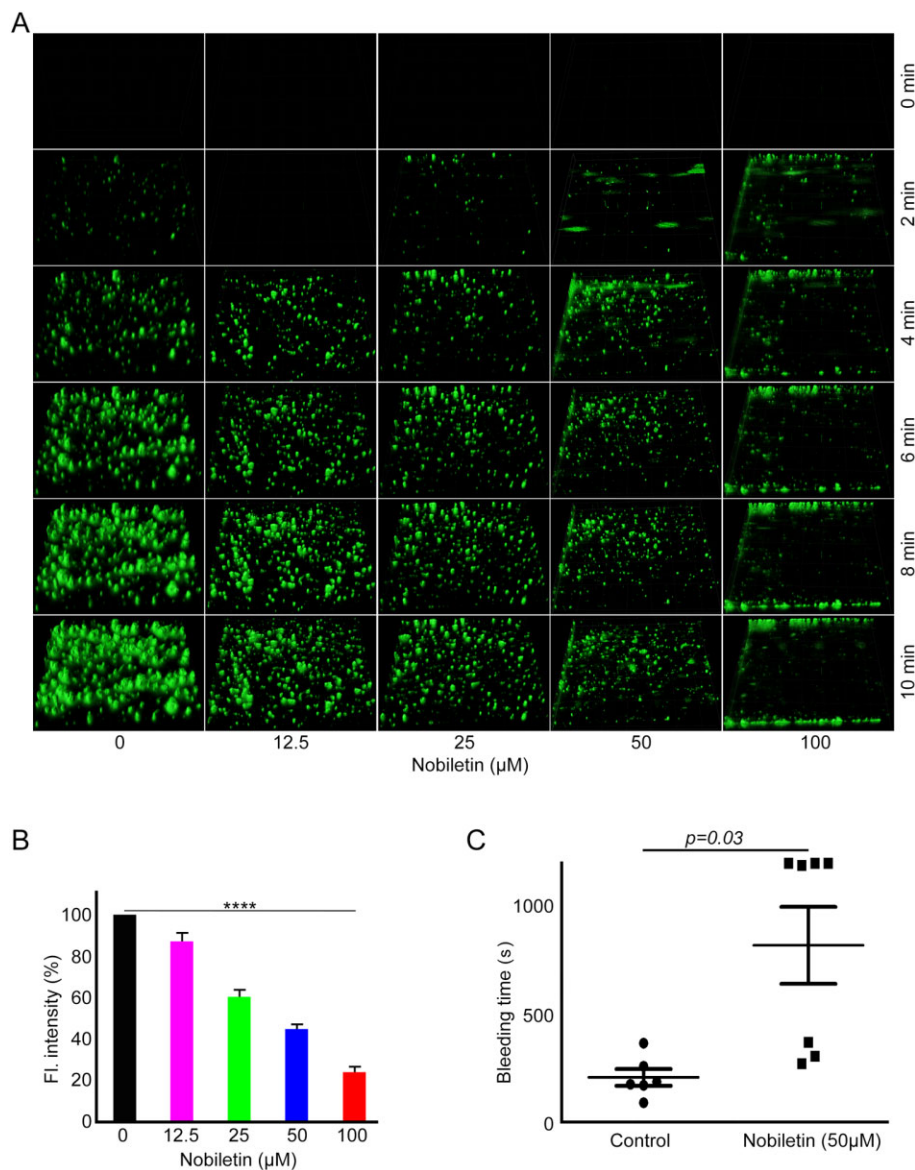 A
0 min
2 min
4 min
6 min
8 min
10 min
0 12.5 25 50 100
Nobiletin (µM)
B
Fl. intensity (%)
100
80
60
40
20
0
****
0 12.5 25 50 100
Nobiletin (µM)
C
p=0.03
Bleeding time (s)
1000
500
0
Control Nobiletin (50µM)